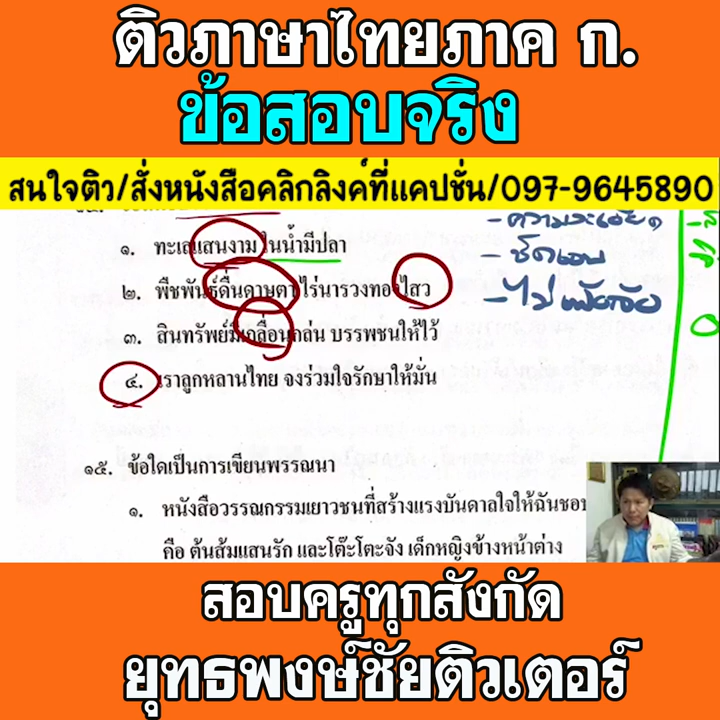 ติวภาษาไทยภาค ก.
ข้อสอบจริง
สนใจติว/สั่งหนังสือคลิกลิงค์ที่แคปชั่น/097-9645890
๑. ทะเลแสนงาม ในน้ำมีปลา
- ชัดเจน
๒. พืชพันธุ์ตื่นตาษตา ไร่นารวงทองไสว
- ไม่
๓. สินทรัพย์มีเกลื่อนกล่น บรรพชนให้ไว้
๔. เราลูกหลานไทย จงร่วมใจรักษาให้มั่น
๑๕. ข้อใดเป็นการเขียนพรรณนา
๑. หนังสือวรรณกรรมเยาวชนที่สร้างแรงบันดาลใจให้ฉันชอบ
คือ ต้นส้มแสนรัก และโต๊ะโตะจัง เด็กหญิงข้างหน้าต่าง
สอบครูทุกสังกัด
ยุทธพงษ์ชัยติวเตอร์